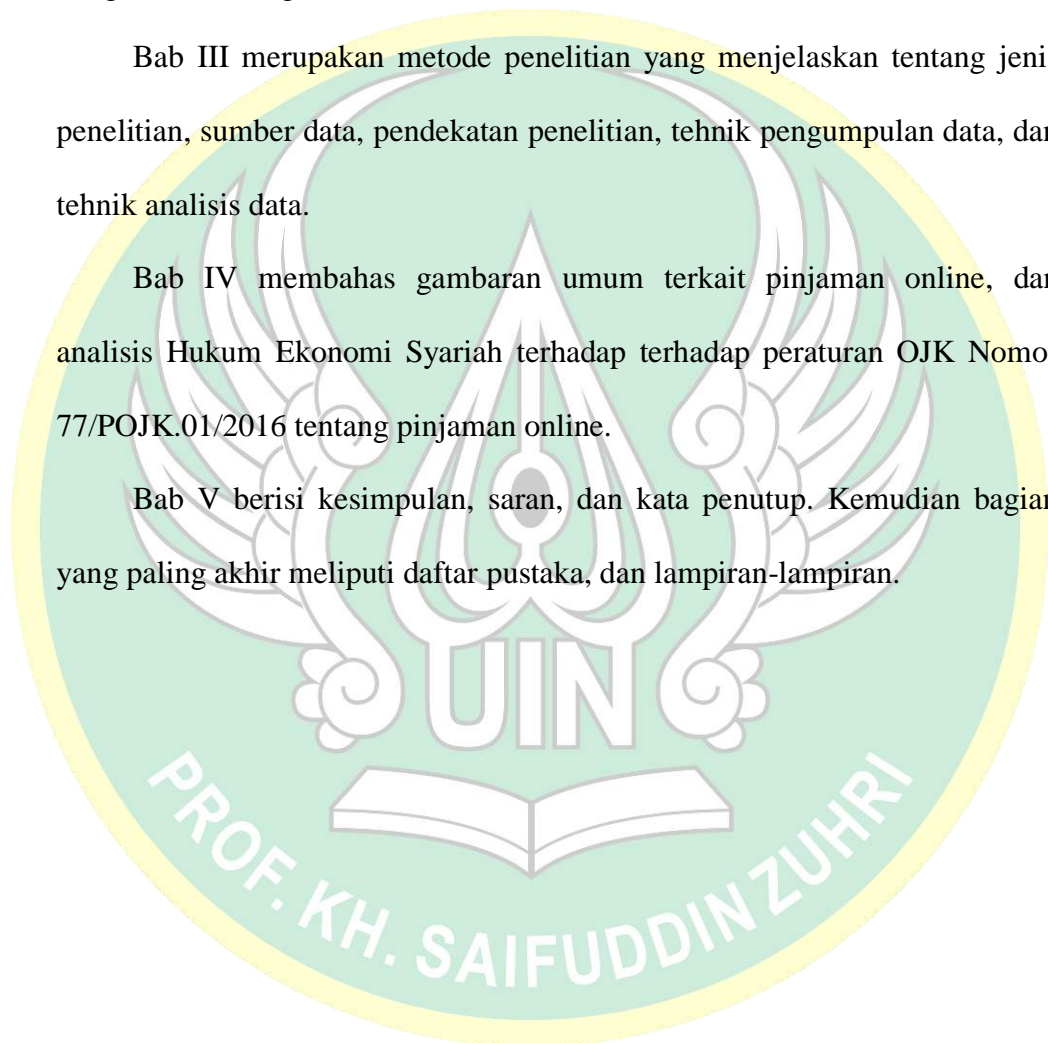 Bab III merupakan metode penelitian yang menjelaskan tentang jeni
penelitian, sumber data, pendekatan penelitian, tehnik pengumpulan data, dan
tehnik analisis data.
Bab IV membahas gambaran umum terkait pinjaman online, dan
analisis Hukum Ekonomi Syariah terhadap terhadap peraturan OJK Nomo
77/POJK.01/2016 tentang pinjaman online.
Bab V berisi kesimpulan, saran, dan kata penutup. Kemudian bagian
yang paling akhir meliputi daftar pustaka, dan lampiran-lampiran.
UIN
PROF. KH. SAIFUDDIN ZUHRI